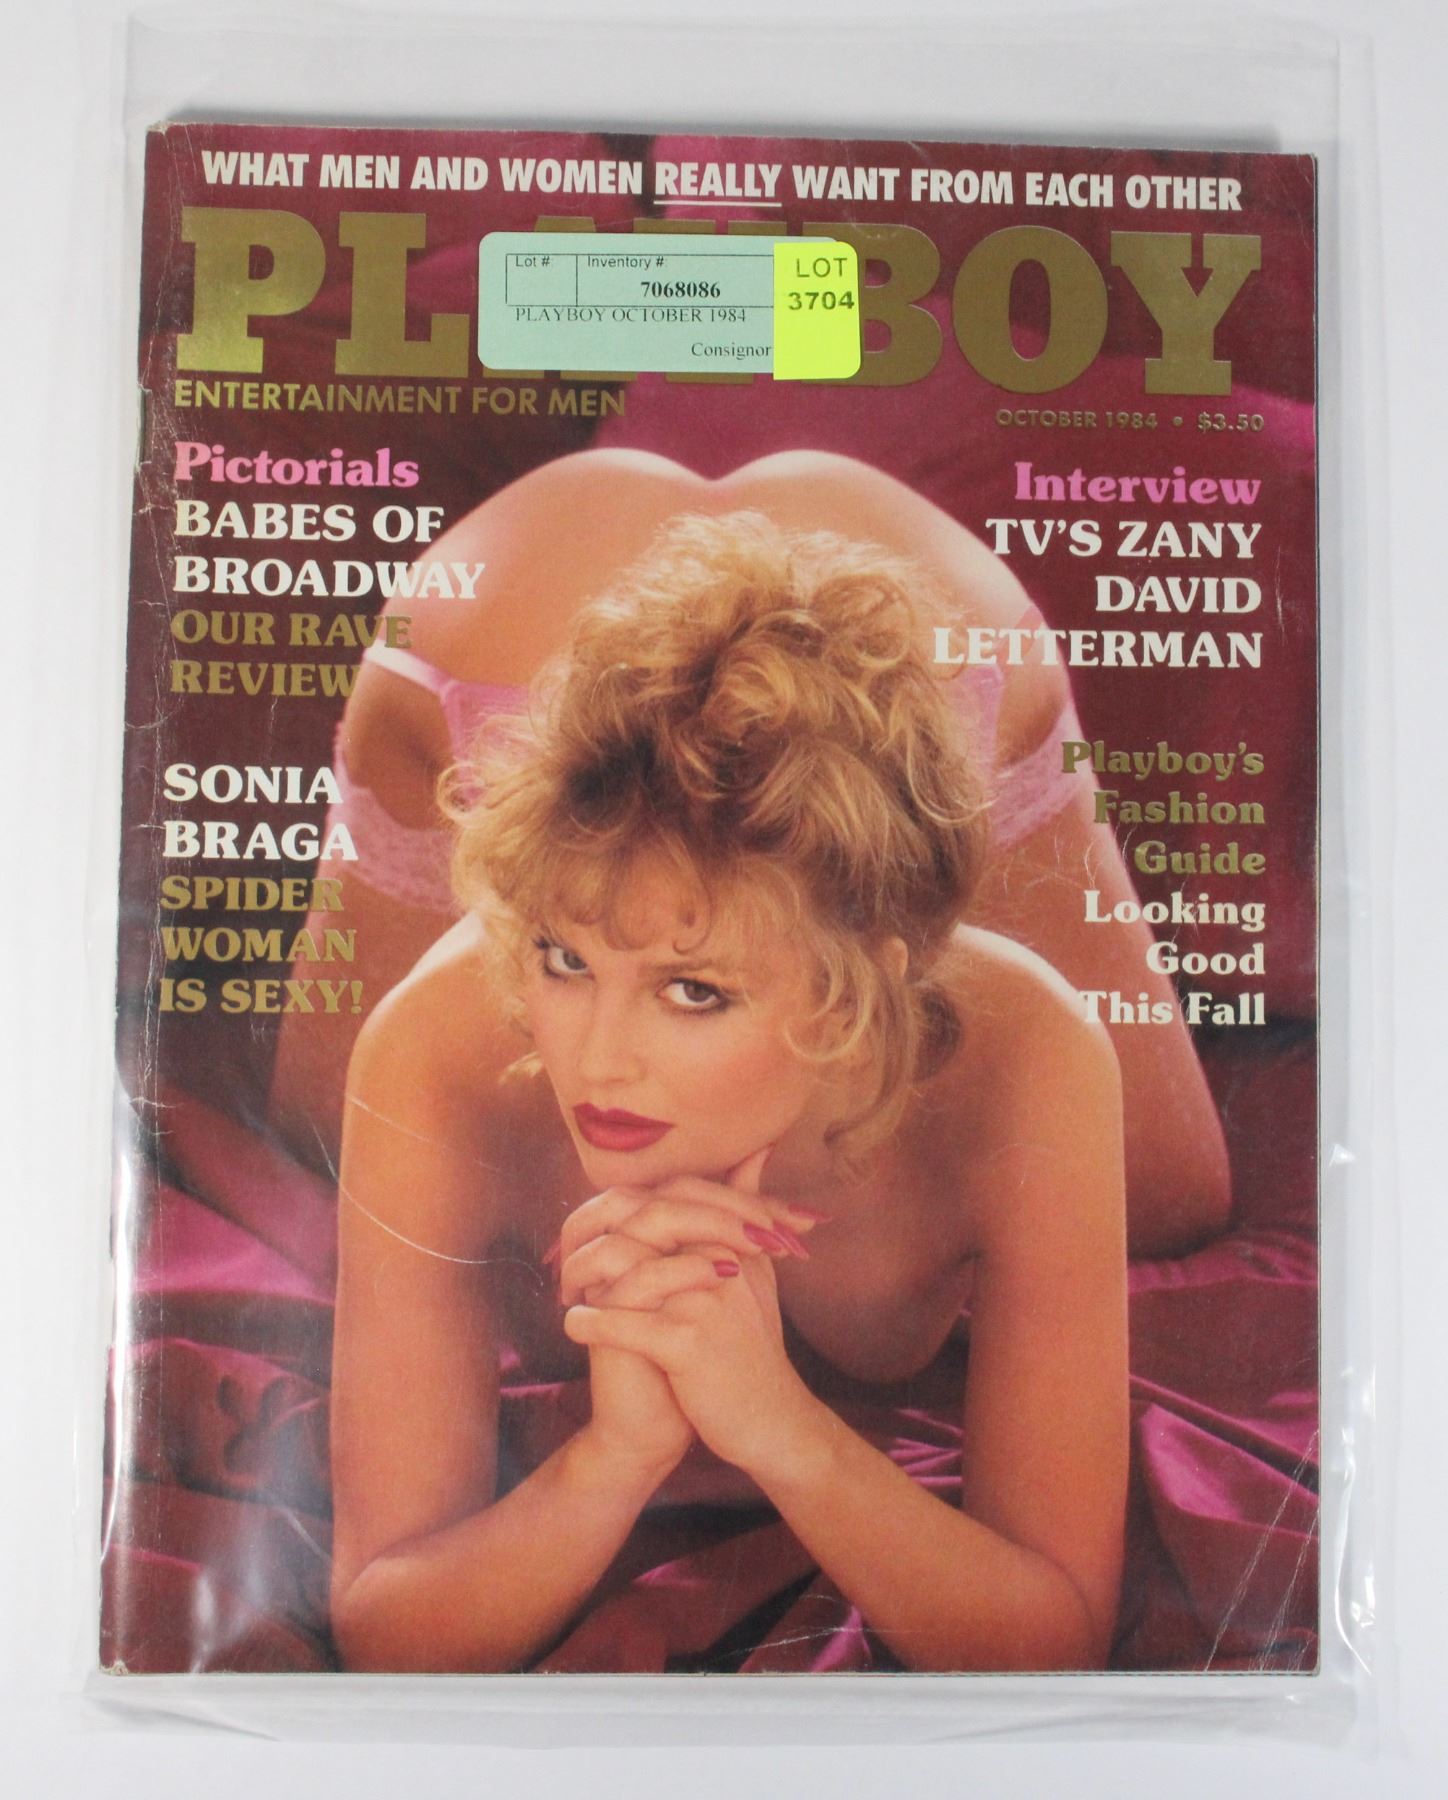 WHAT MEN AND WOMEN REALLY WANT FROM EACH OTHER
PLAYBOY
Lot #:
Inventory #:
7068086
PLAYBOY OCTOBER 1984
Consignor
LOT
3704
ENTERTAINMENT FOR MEN
OCTOBER 1984 • $3.50
Pictorials
BABES OF
BROADWAY
OUR RAVE
REVIEW
SONIA
BRAGA
SPIDER
WOMAN
IS SEXY!
Interview
TV'S ZANY
DAVID
LETTERMAN
Playboy's
Fashion
Guide
Looking
Good
This Fall